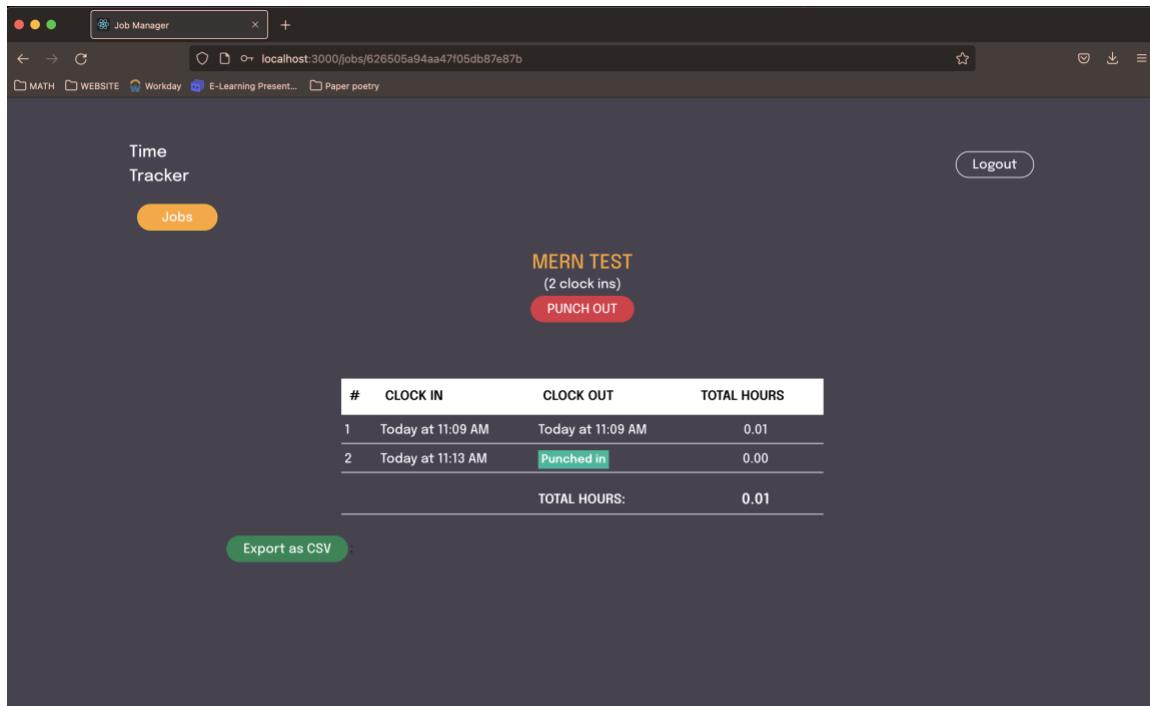 Job Manager
localhost:3000/jobs/626505a94aa47f05db87e87b
MATH WEBSITE Workday E-Learning Present... Paper poetry
Time
Tracker
Logout
Jobs
MERN TEST
(2 clock ins)
PUNCH OUT
# CLOCK IN CLOCK OUT TOTAL HOURS
1 Today at 11:09 AM Today at 11:09 AM 0.01
2 Today at 11:13 AM Punched in 0.00
TOTAL HOURS: 0.01
Export as CSV ;